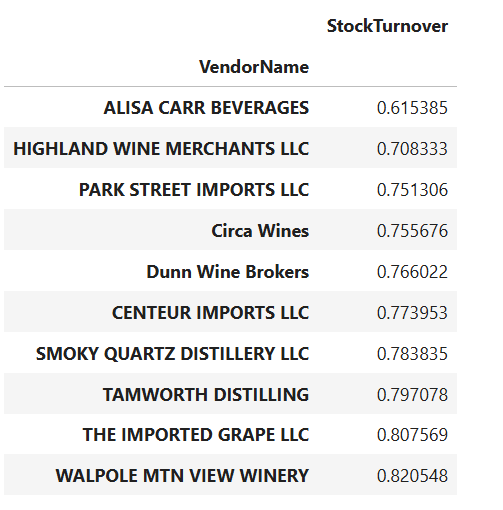 StockTurnover
VendorName
ALISA CARR BEVERAGES 0.615385
HIGHLAND WINE MERCHANTS LLC 0.708333
PARK STREET IMPORTS LLC 0.751306
Circa Wines 0.755676
Dunn Wine Brokers 0.766022
CENTEUR IMPORTS LLC 0.773953
SMOKY QUARTZ DISTILLERY LLC 0.783835
TAMWORTH DISTILLING 0.797078
THE IMPORTED GRAPE LLC 0.807569
WALPOLE MTN VIEW WINERY 0.820548